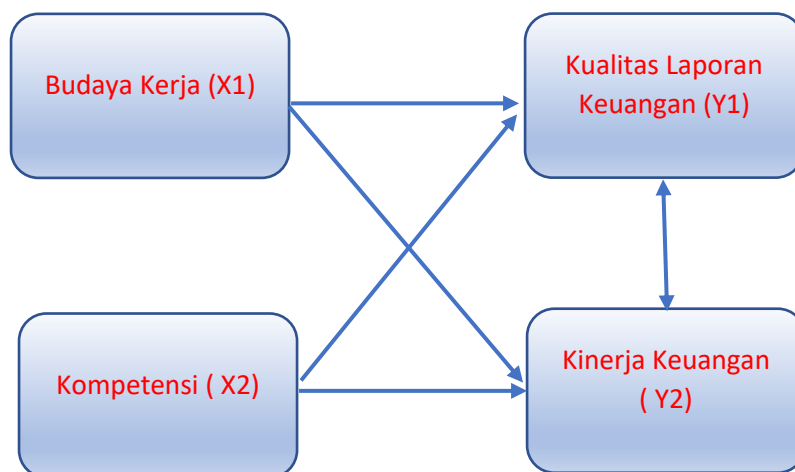 Budaya Kerja (X1)
Kualitas Laporan
Keuangan (Y1)
Kompetensi ( X2)
Kinerja Keuangan
( Y2)